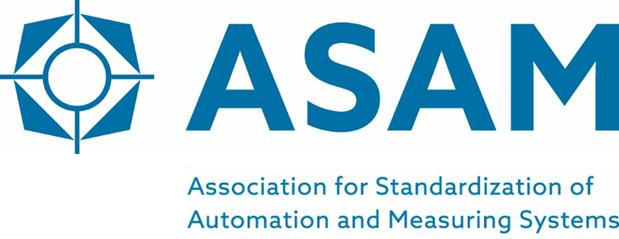 ASAM
Association for Standardization of
Automation and Measuring Systems